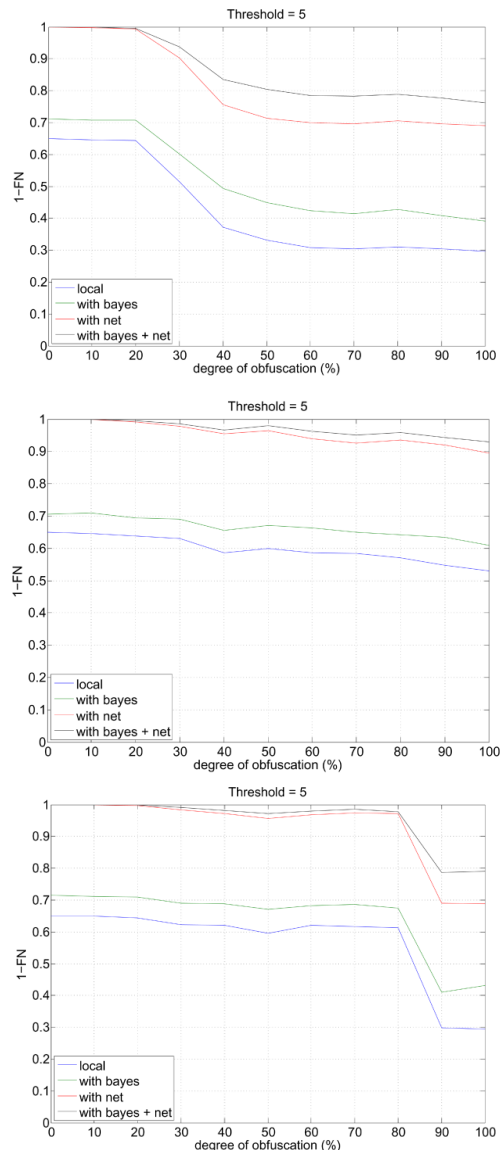 Threshold = 5
1
0.9
0.8
0.7
0.6
0.5
0.4
0.3
0.2
0.1
0
1-FN
local
with bayes
with net
with bayes + net
0 10 20 30 40 50 60 70 80 90 100
degree of obfuscation (%)
Threshold = 5
1
0.9
0.8
0.7
0.6
0.5
0.4
0.3
0.2
0.1
0
1-FN
local
with bayes
with net
with bayes + net
0 10 20 30 40 50 60 70 80 90 100
degree of obfuscation (%)
Threshold = 5
1
0.9
0.8
0.7
0.6
0.5
0.4
0.3
0.2
0.1
0
1-FN
local
with bayes
with net
with bayes + net
0 10 20 30 40 50 60 70 80 90 100
degree of obfuscation (%)